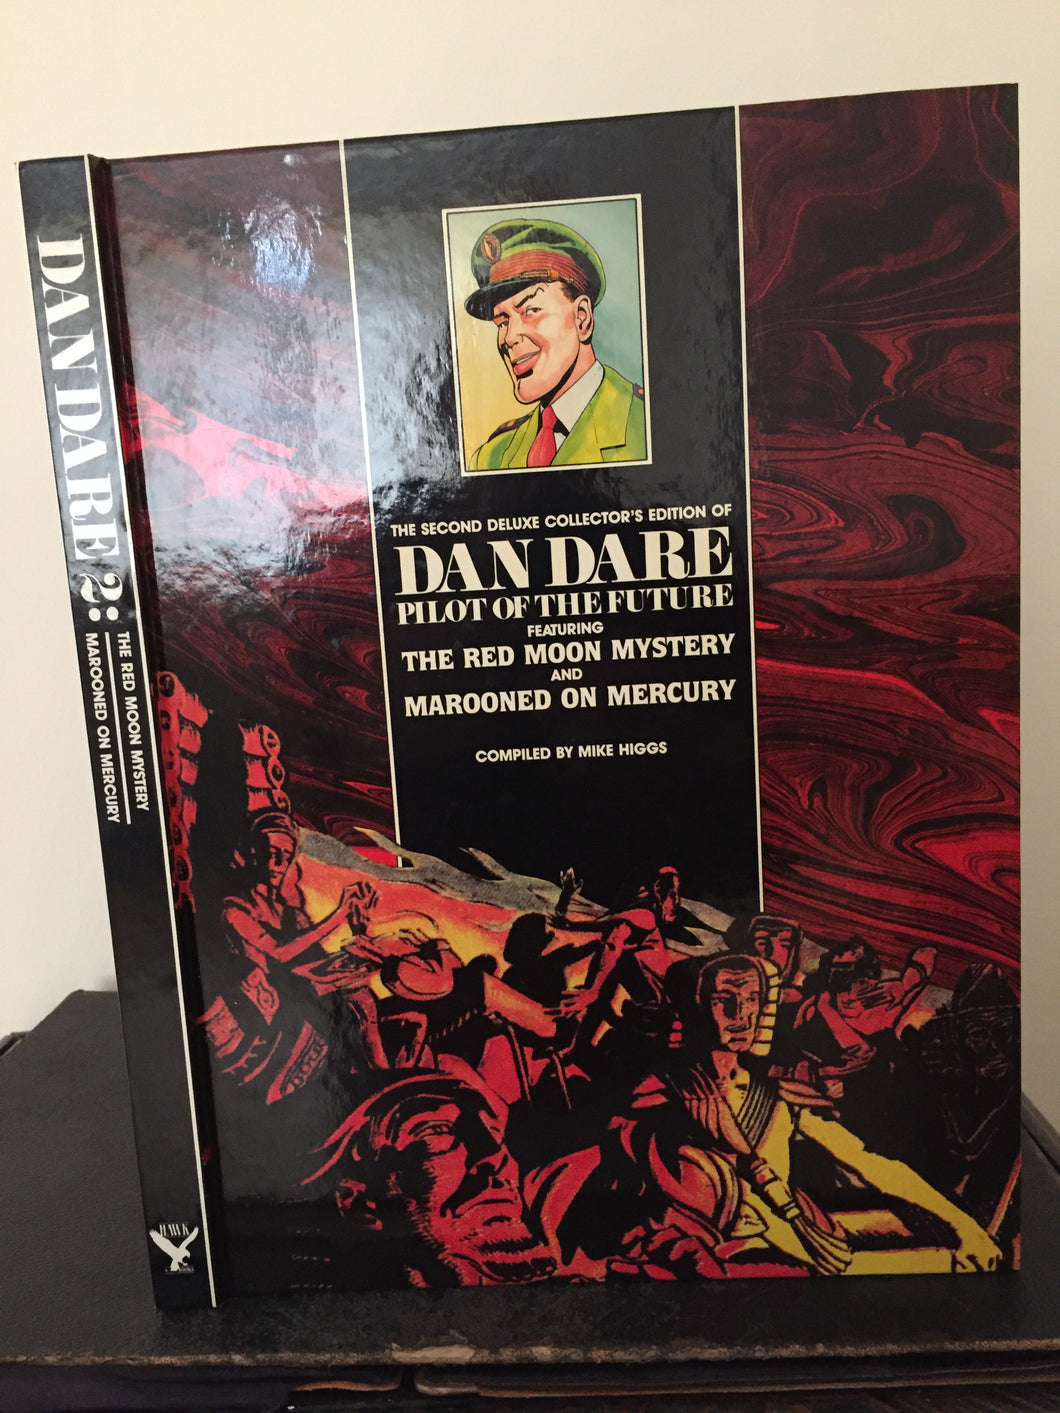 DAN DARE 2:
THE RED MOON MYSTERY
MAROONED ON MERCURY
HAWK
BOOKS
THE SECOND DELUXE COLLECTOR'S EDITION OF
DAN DARE
PILOT OF THE FUTURE
FEATURING
THE RED MOON MYSTERY
AND
MAROONED ON MERCURY
COMPILED BY MIKE HIGGS